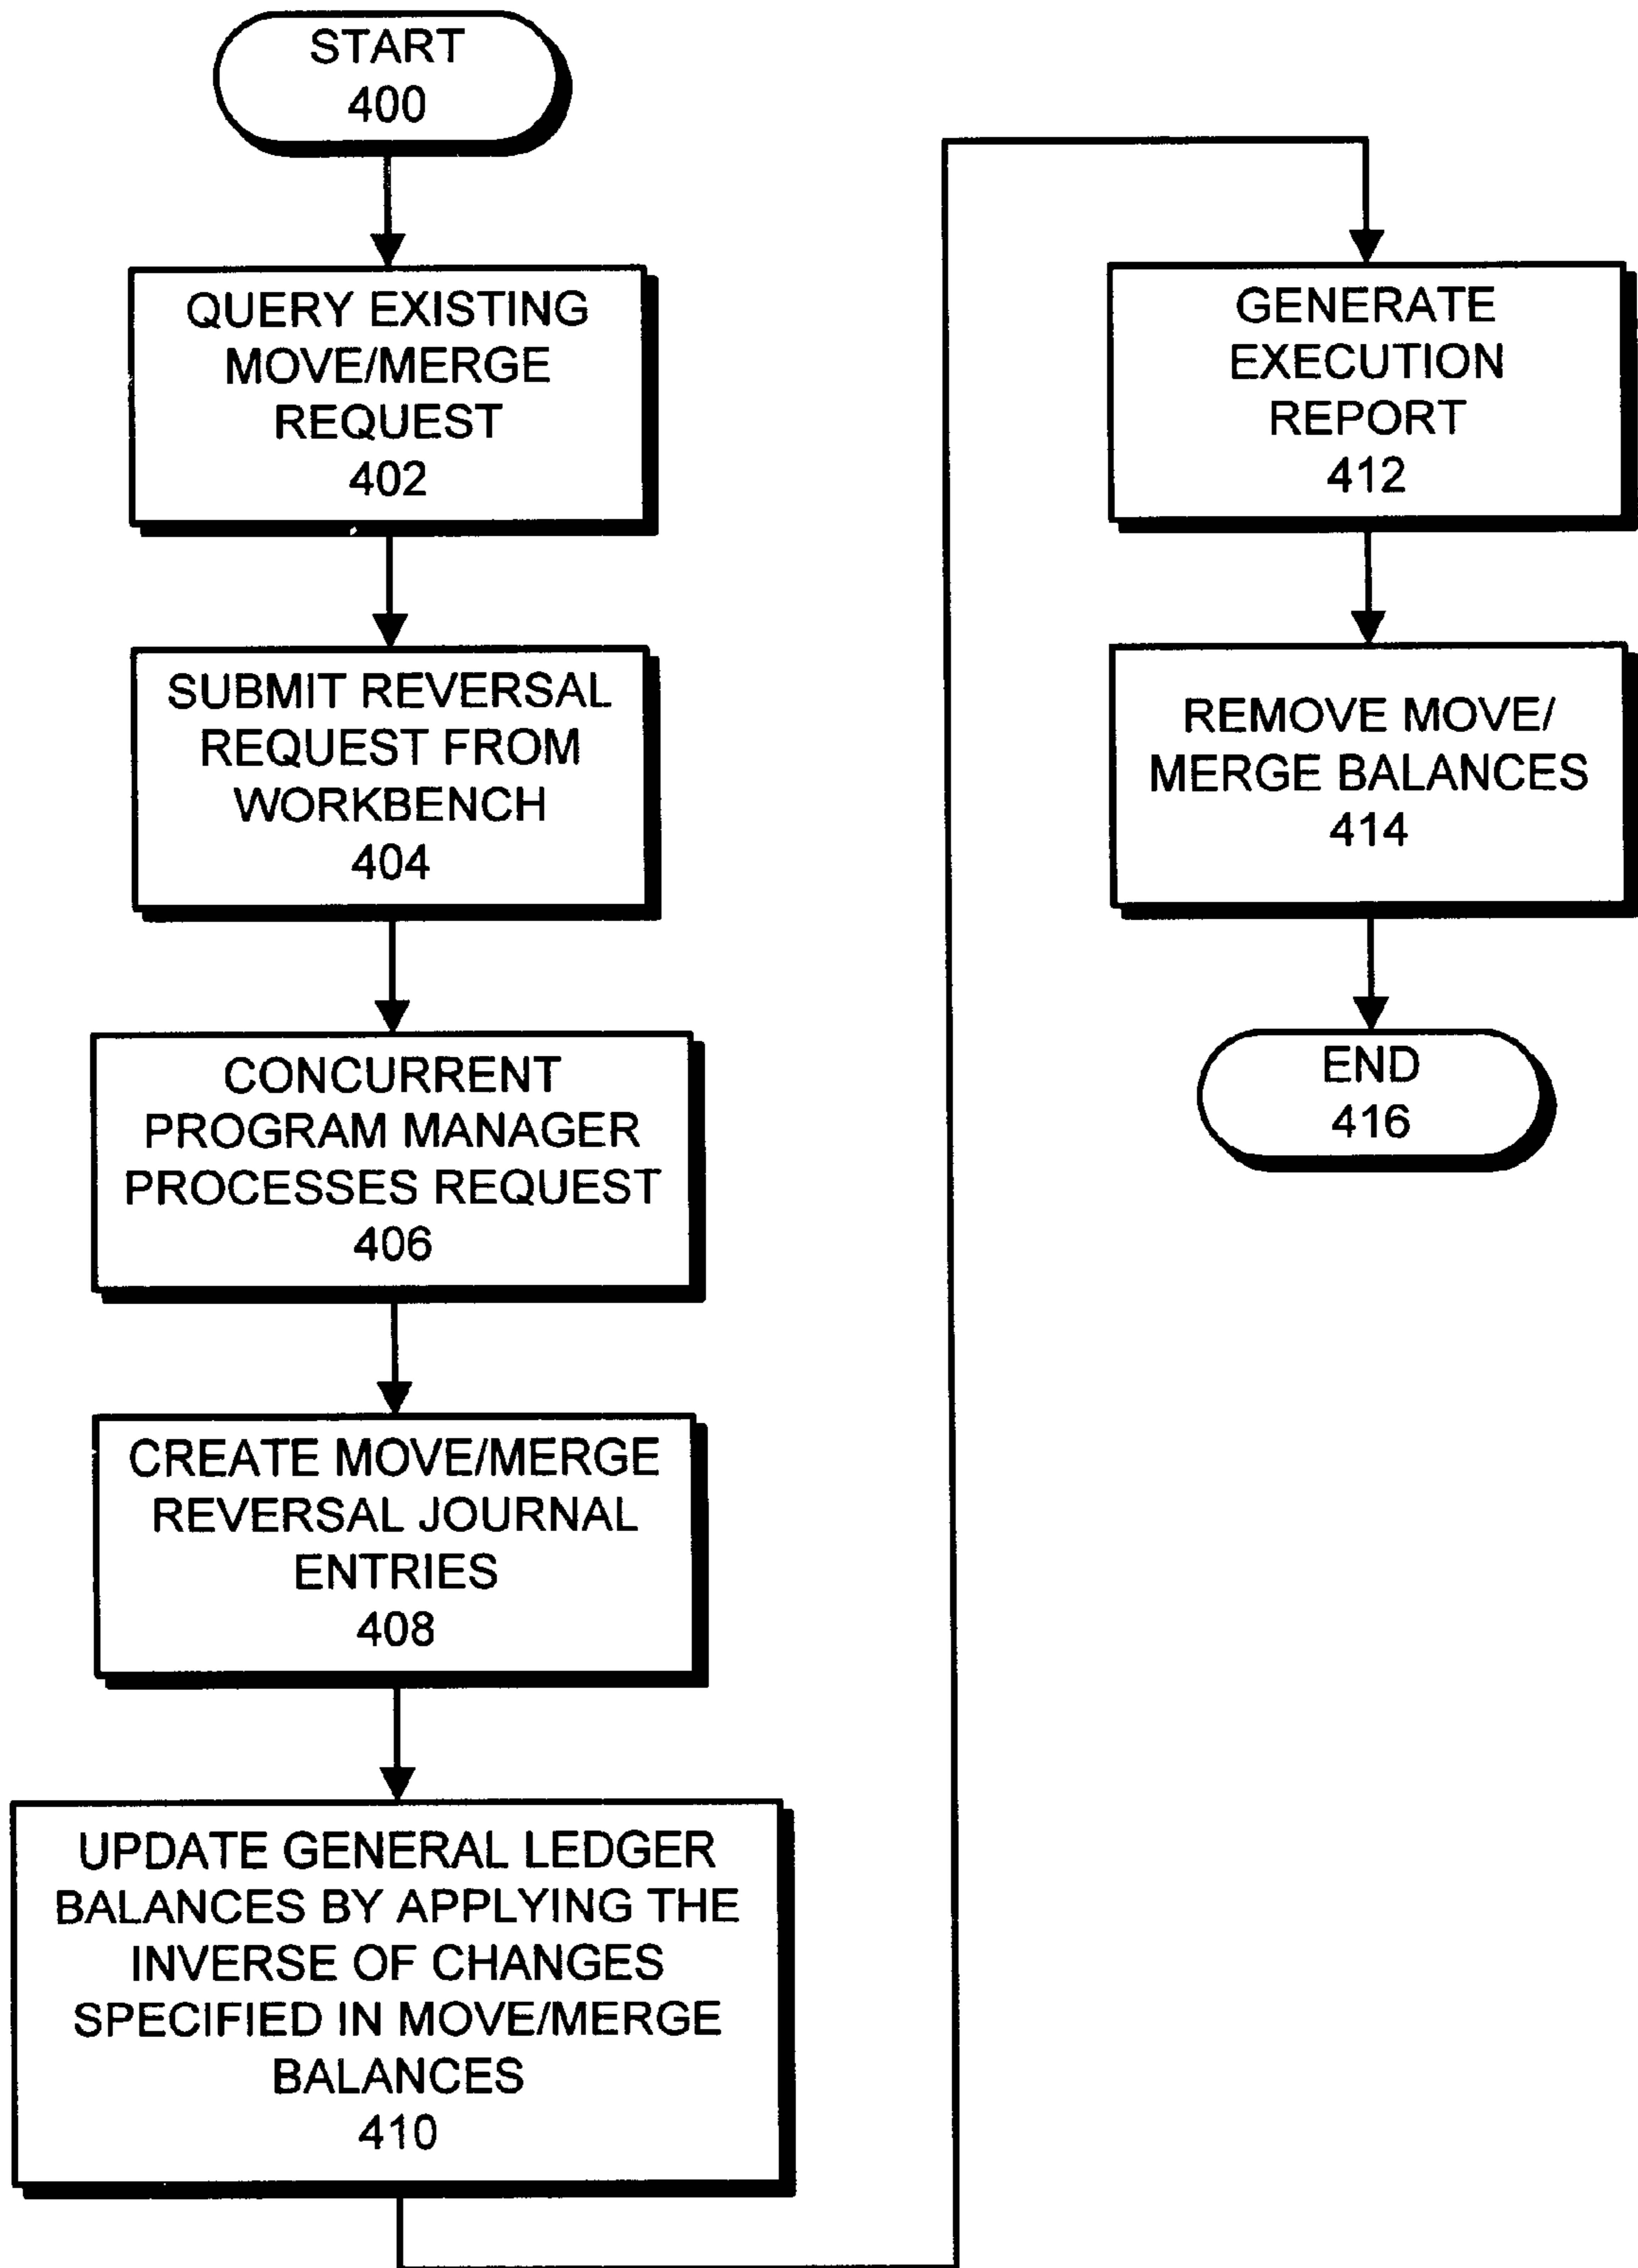 START
400
QUERY EXISTING
MOVE/MERGE
REQUEST
402
SUBMIT REVERSAL
REQUEST FROM
WORKBENCH
404
CONCURRENT
PROGRAM MANAGER
PROCESSES REQUEST
406
CREATE MOVE/MERGE
REVERSAL JOURNAL
ENTRIES
408
UPDATE GENERAL LEDGER
BALANCES BY APPLYING THE
INVERSE OF CHANGES
SPECIFIED IN MOVE/MERGE
BALANCES
410
GENERATE
EXECUTION
REPORT
412
REMOVE MOVE/
MERGE BALANCES
414
END
416